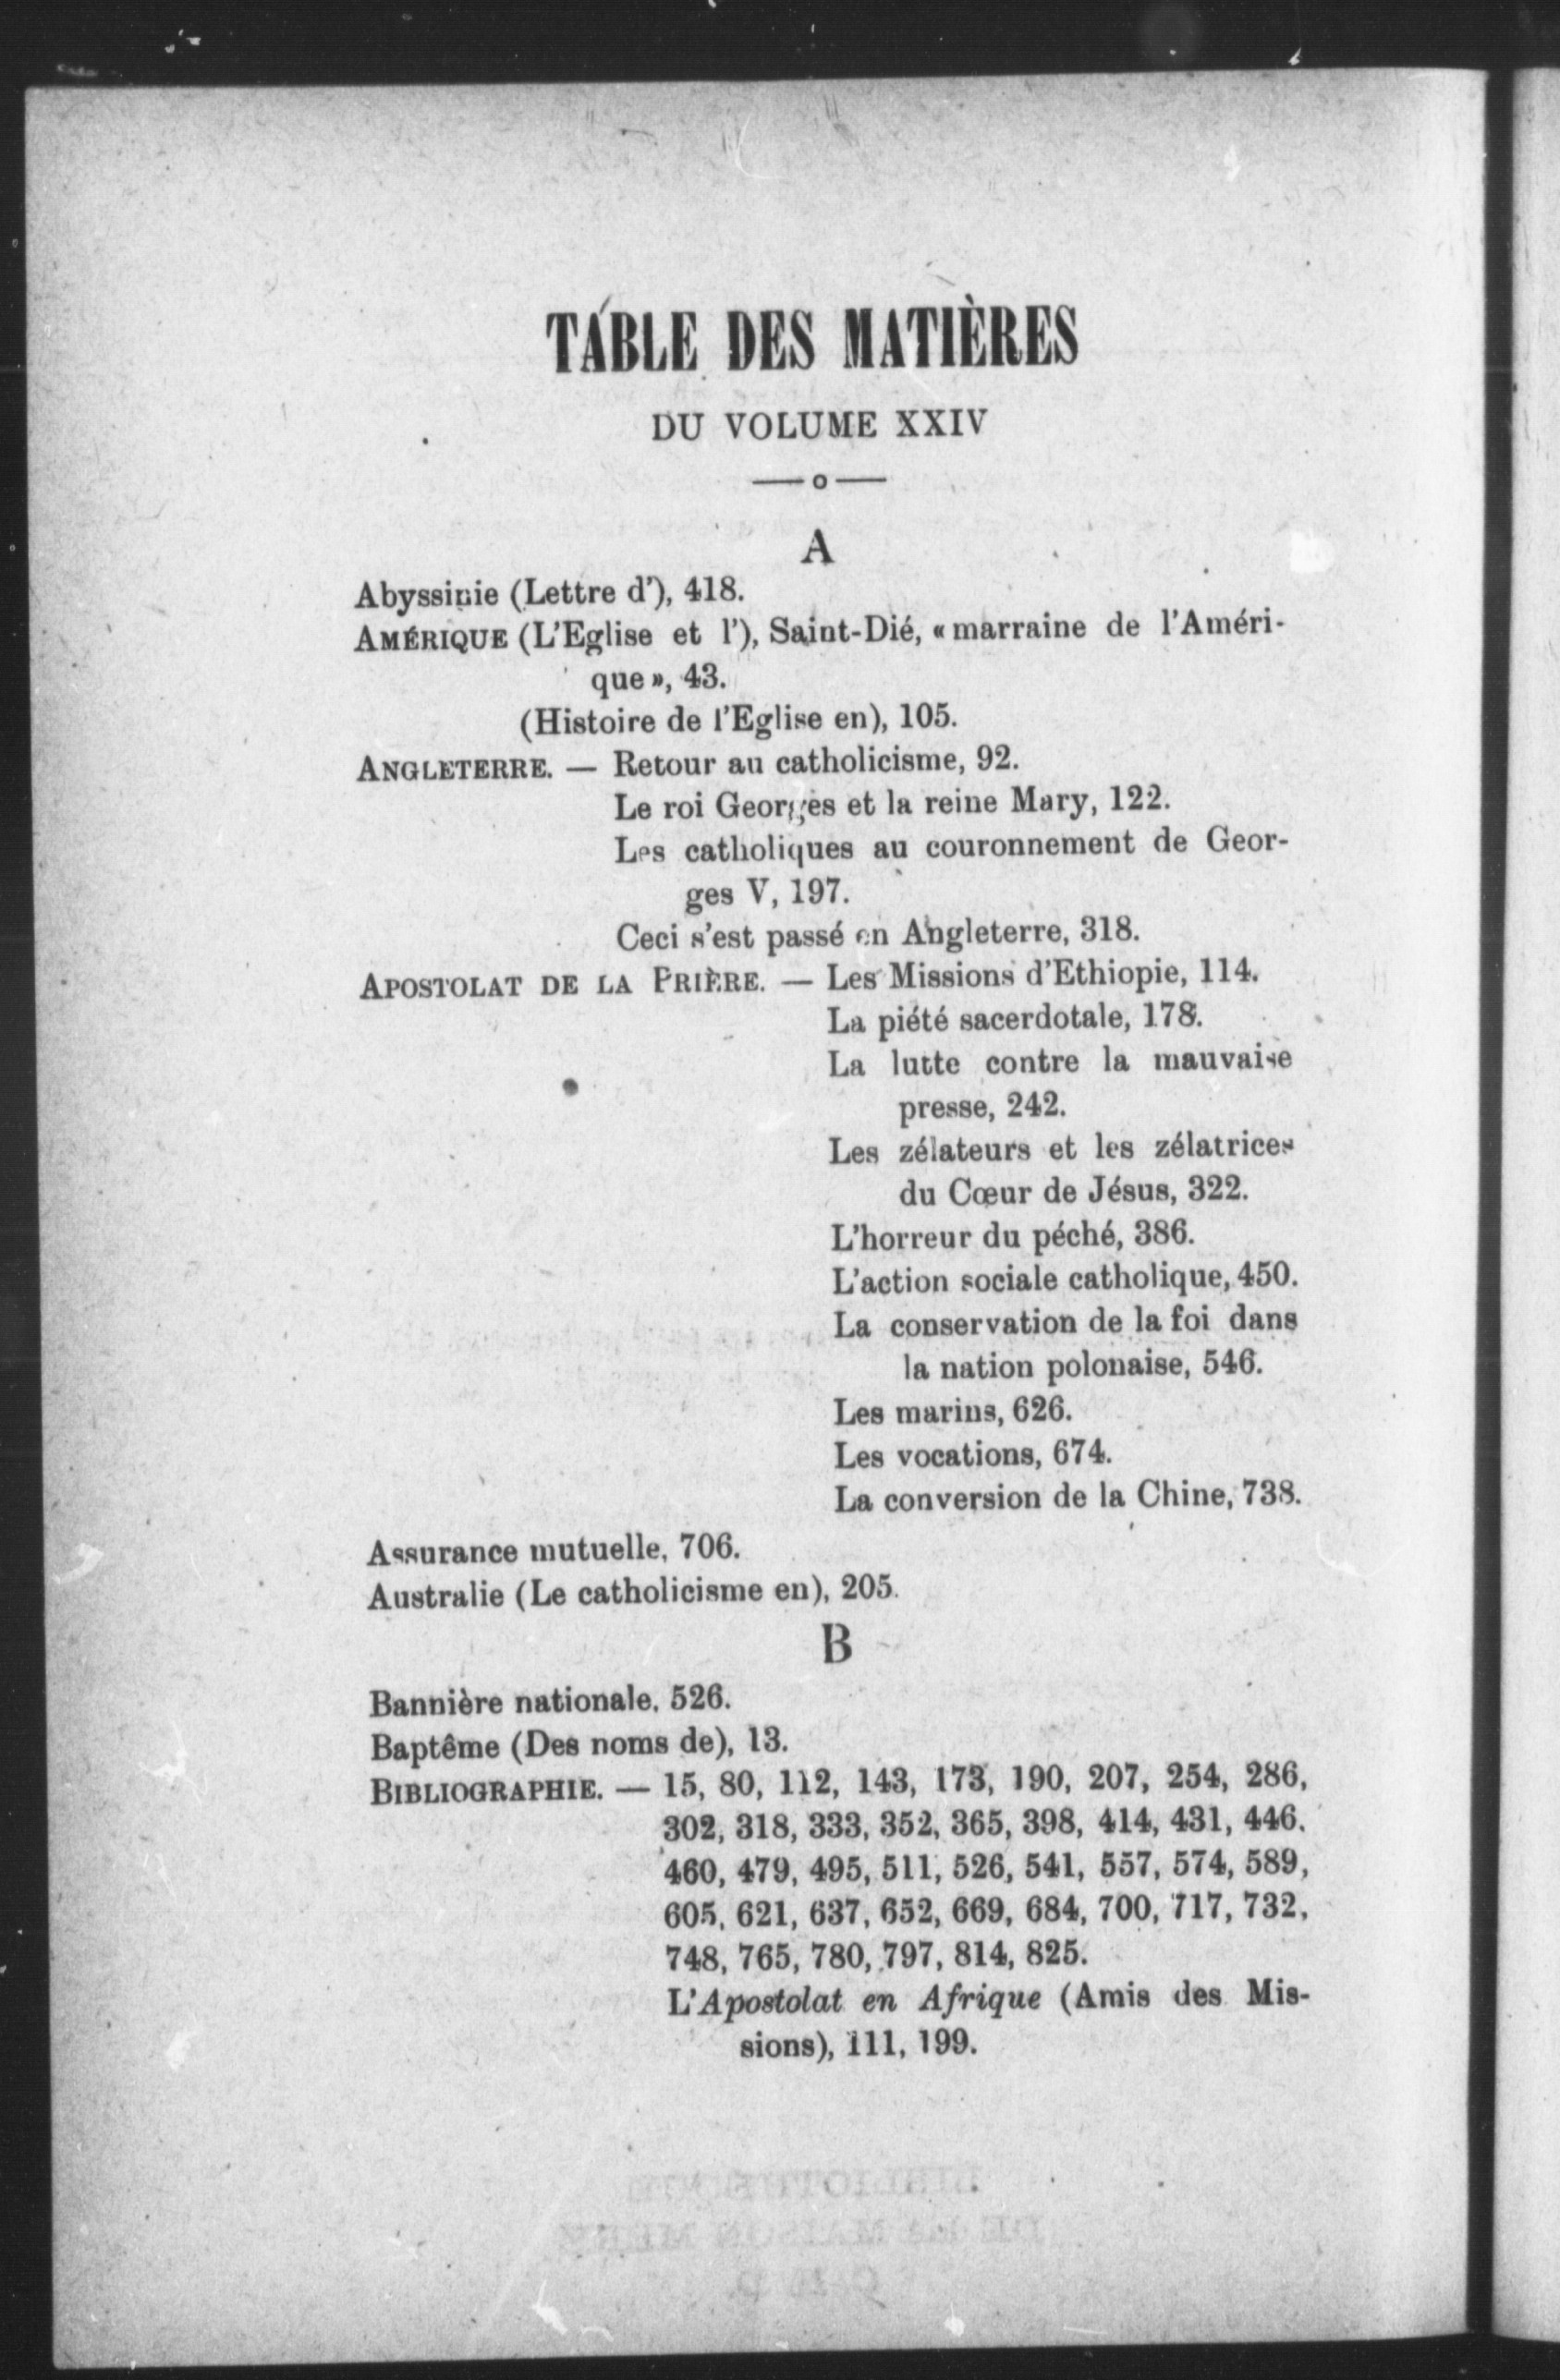 TABLE DES MATIÈRES
DU VOLUME XXIV
—o—
A
Abyssinie (Lettre d'), 418.
AMÉRIQUE (L'Eglise et l'), Saint-Dié, « marraine de l'Améri-
que », 43.
(Histoire de l'Eglise en), 105.
ANGLETERRE. — Retour au catholicisme, 92.
Le roi Georges et la reine Mary, 122.
Les catholiques au couronnement de Geor-
ges V, 197.
Ceci s'est passé en Angleterre, 318.
APOSTOLAT DE LA PRIÈRE. — Les Missions d'Ethiopie, 114.
La piété sacerdotale, 178.
La lutte contre la mauvaise
presse, 242.
Les zélateurs et les zélatrices
du Cœur de Jésus, 322.
L'horreur du péché, 386.
L'action sociale catholique, 450.
La conservation de la foi dans
la nation polonaise, 546.
Les marins, 626.
Les vocations, 674.
La conversion de la Chine, 738.
Assurance mutuelle, 706.
Australie (Le catholicisme en), 205.
B
Bannière nationale, 526.
Baptême (Des noms de), 13.
BIBLIOGRAPHIE. — 15, 80, 112, 143, 173, 190, 207, 254, 286,
302, 318, 333, 352, 365, 398, 414, 431, 446,
460, 479, 495, 511, 526, 541, 557, 574, 589,
605, 621, 637, 652, 669, 684, 700, 717, 732,
748, 765, 780, 797, 814, 825.
L'Apostolat en Afrique (Amis des Mis-
sions), 111, 199.